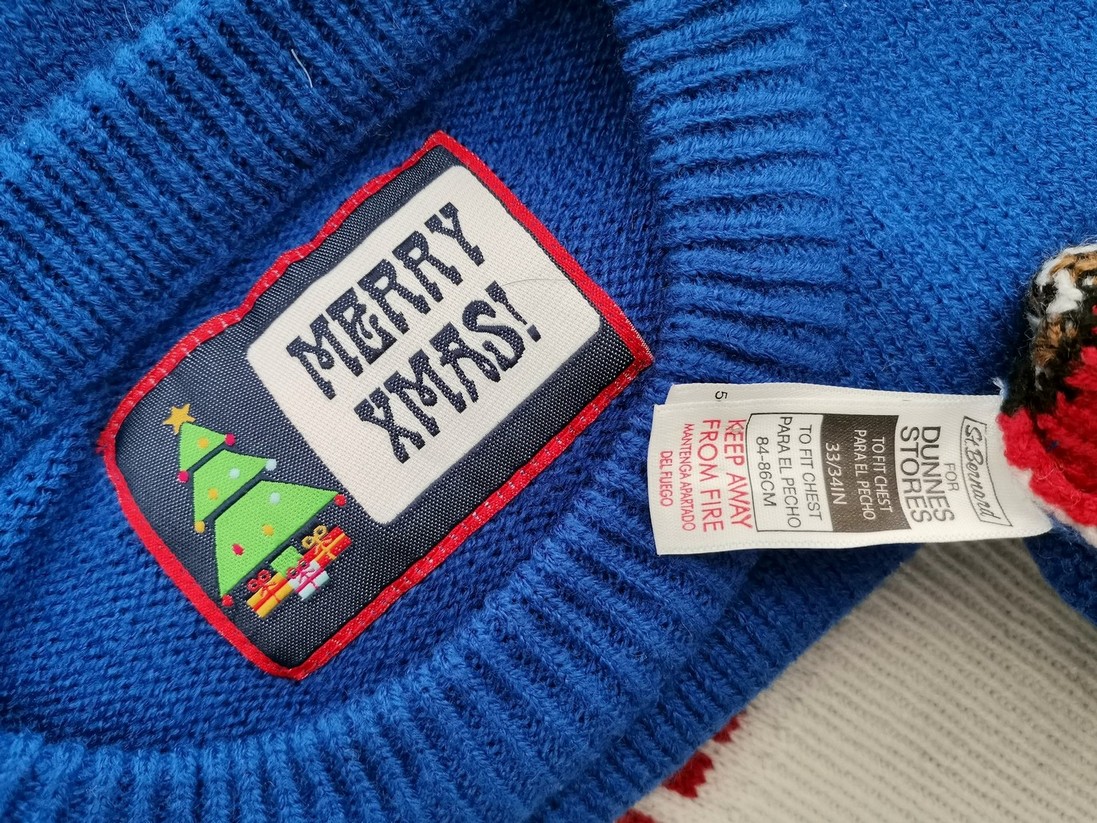 MERRY
XMAS!
St.Bernard
FOR
DUNNES
STORES
TO FIT CHEST
PARA EL PECHO
33/34IN
TO FIT CHEST
PARA EL PECHO
84-86CM
KEEP AWAY
FROM FIRE
MANTENGA APARTADO
DEL FUEGO
5